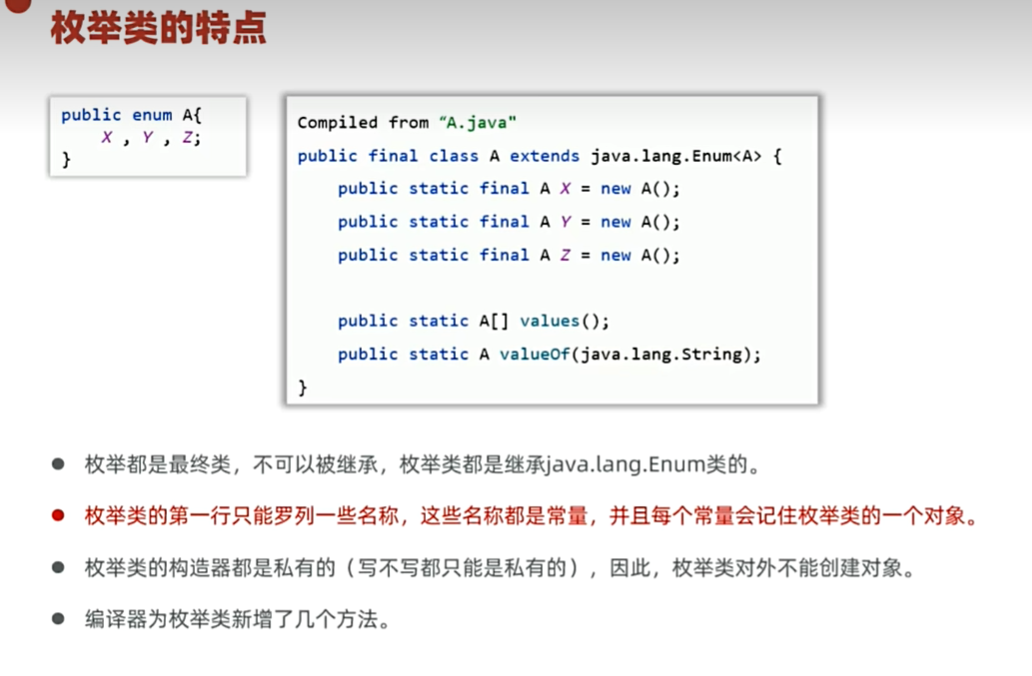 枚举类的特点
public enum A{
X , Y , Z;
}
Compiled from “A.java"
public final class A extends java.lang.Enum<A> {
public static final A X = new A();
public static final A Y = new A();
public static final A Z = new A();
public static A[] values();
public static A valueOf(java.lang.String);
}
枚举都是最终类，不可以被继承，枚举类都是继承java.lang.Enum类的。
枚举类的第一行只能罗列一些名称，这些名称都是常量，并且每个常量会记住枚举类的一个对象。
枚举类的构造器都是私有的（写不写都只能是私有的），因此，枚举类对外不能创建对象。
编译器为枚举类新增了几个方法。